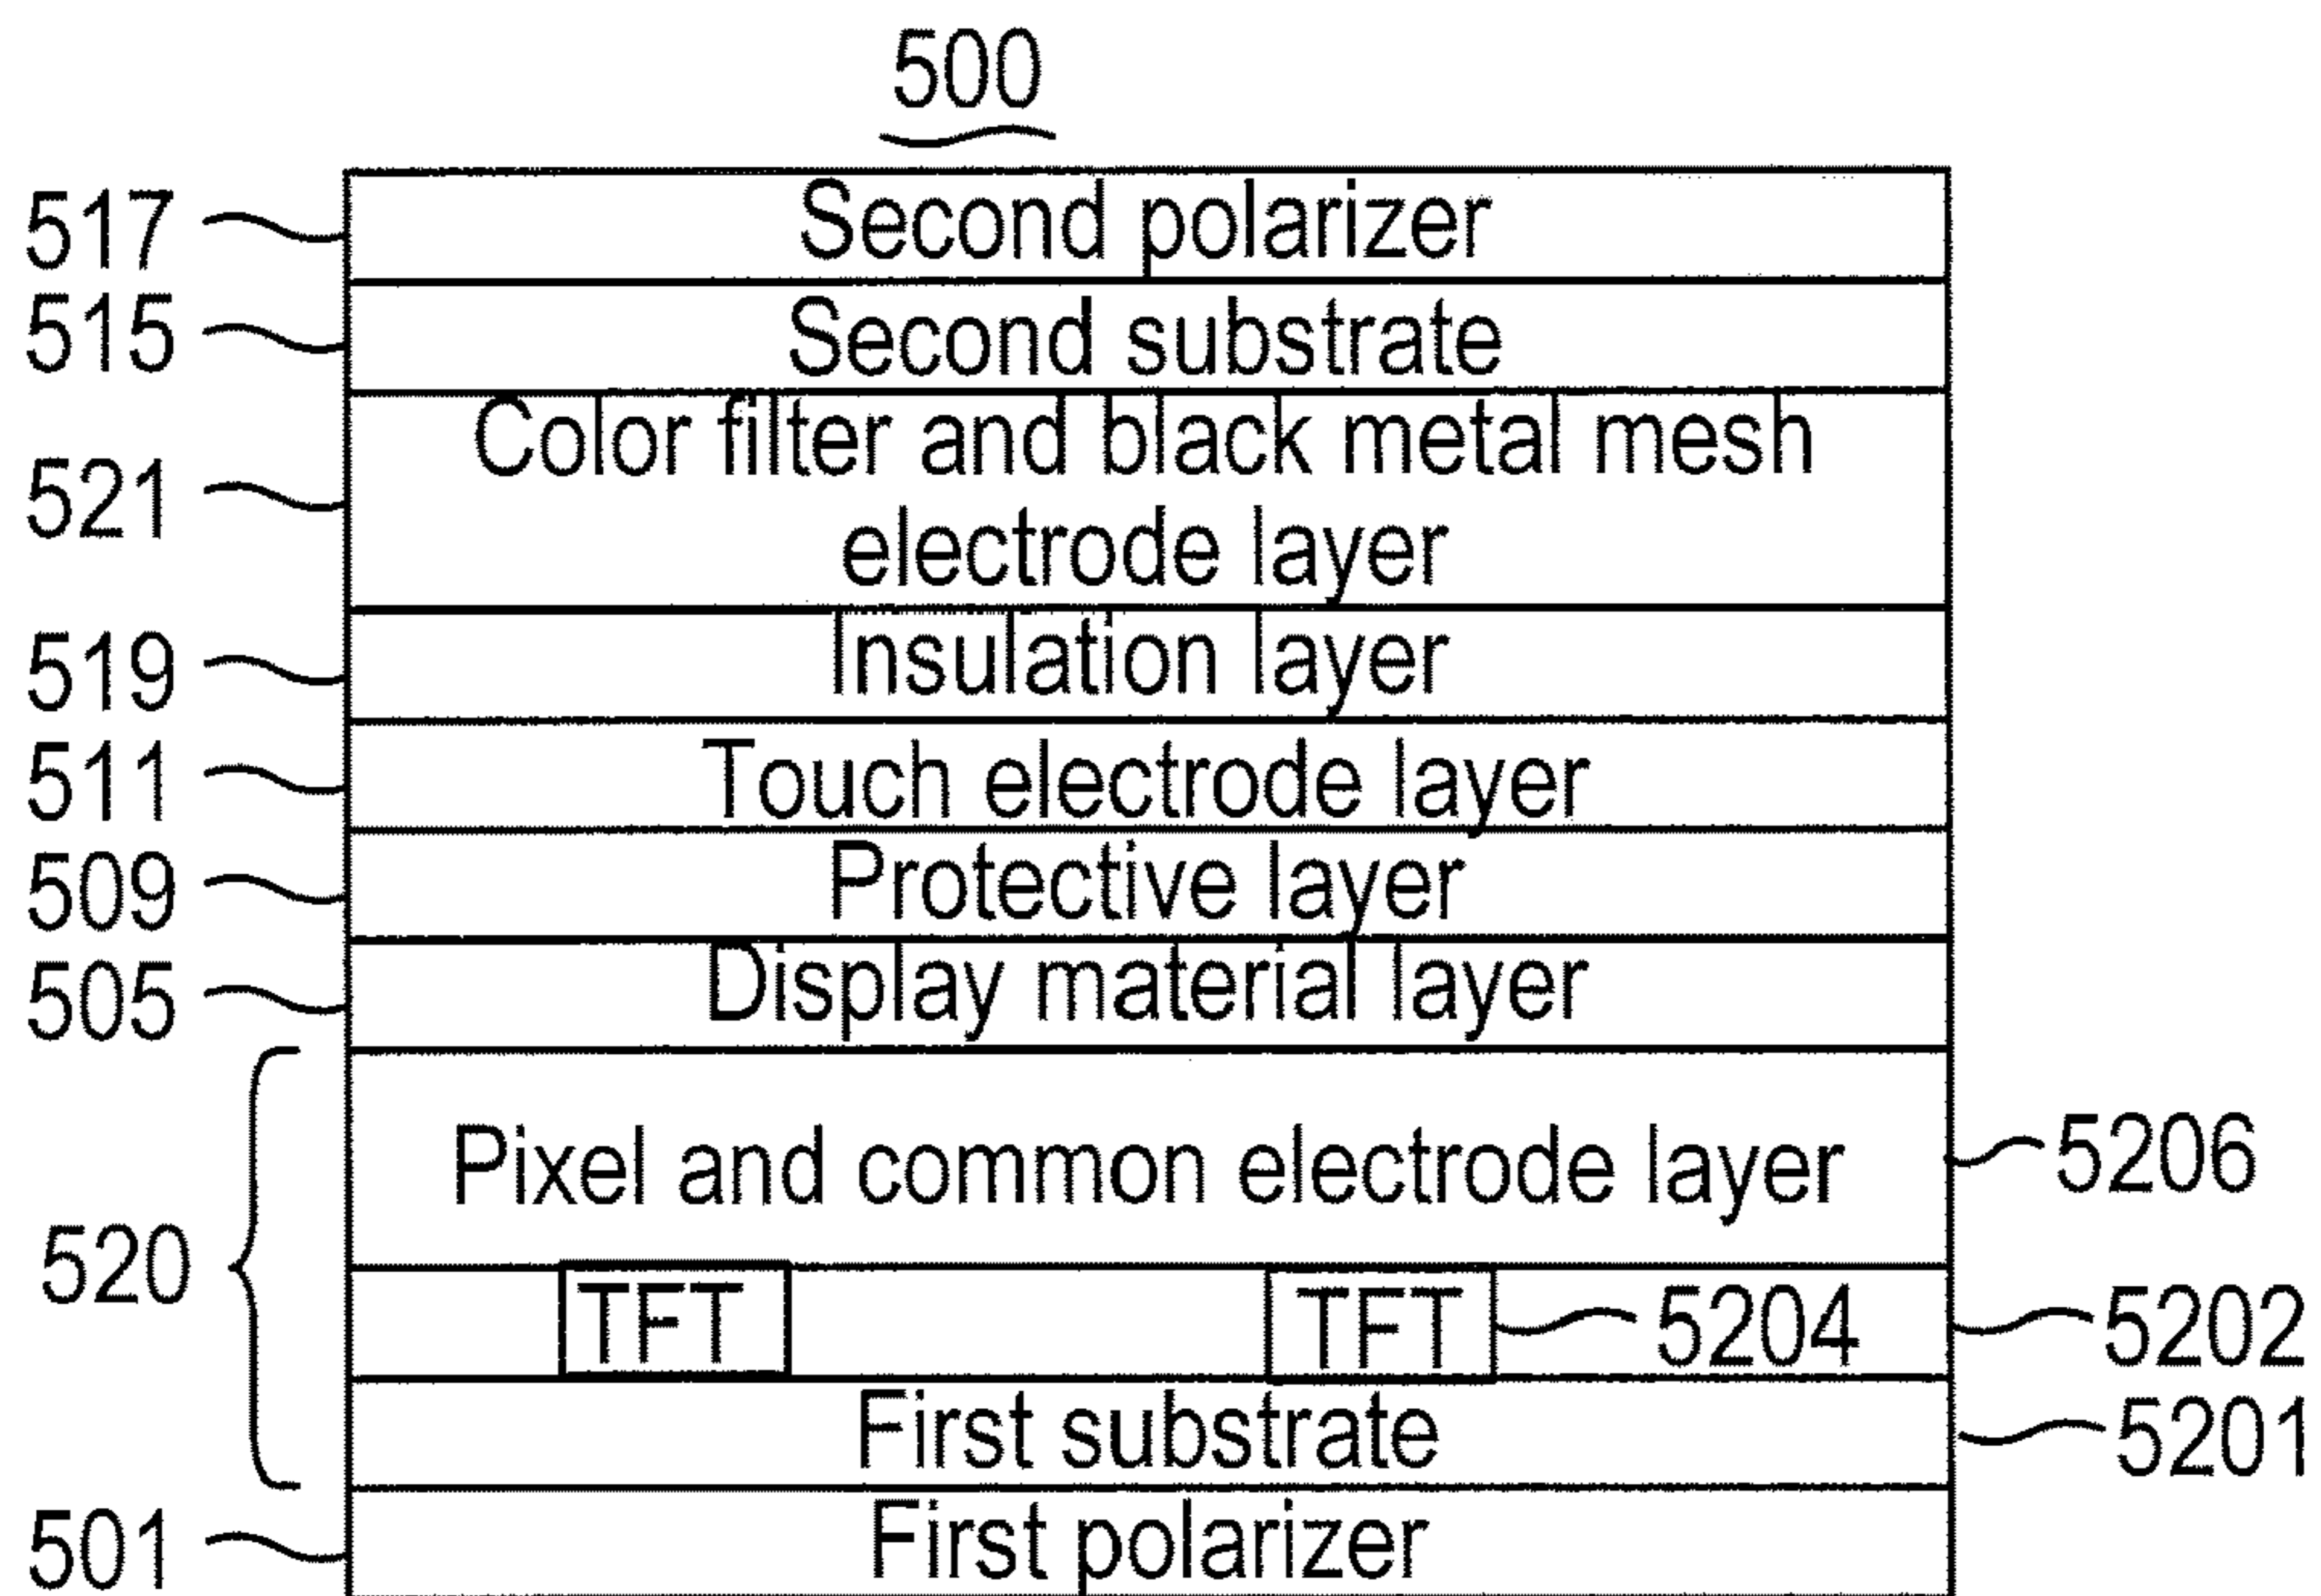 500
517 Second polarizer
515 Second substrate
Color filter and black metal mesh
521
electrode layer
519 Insulation layer
511 Touch electrode layer
509 Protective layer
505 Display material layer
Pixel and common electrode layer 5206
520
TFT TFT 5204 5202
First substrate 5201
501 First polarizer